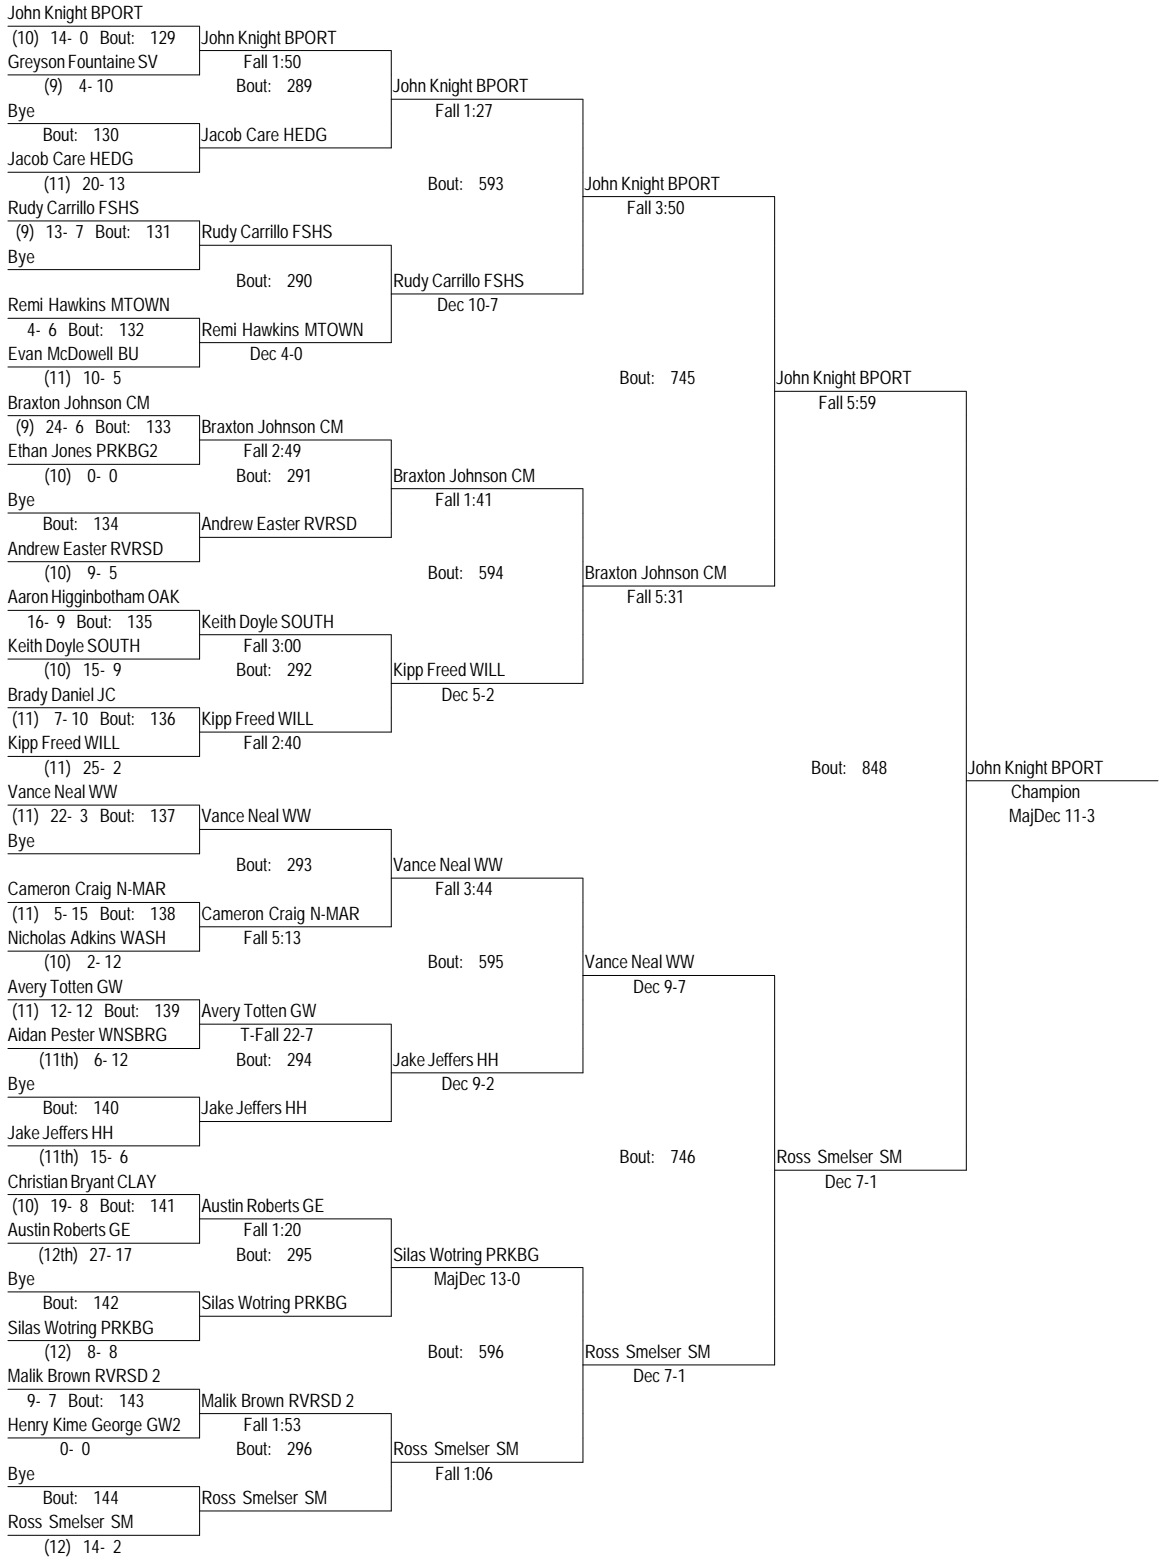 John Knight BPORT
(10) 14- 0 Bout: 129 John Knight BPORT
Greyson Fountaine SV Fall 1:50
(9) 4- 10 Bout: 289 John Knight BPORT
Bye Fall 1:27
Bout: 130 Jacob Care HEDG
Jacob Care HEDG
(11) 20- 13 Bout: 593 John Knight BPORT
Rudy Carrillo FSHS Fall 3:50
(9) 13- 7 Bout: 131 Rudy Carrillo FSHS
Bye
Bout: 290 Rudy Carrillo FSHS
Remi Hawkins MTOWN Dec 10-7
4- 6 Bout: 132 Remi Hawkins MTOWN
Evan McDowell BU Dec 4-0
(11) 10- 5 Bout: 745 John Knight BPORT
Braxton Johnson CM Fall 5:59
(9) 24- 6 Bout: 133 Braxton Johnson CM
Ethan Jones PRKBG2 Fall 2:49
(10) 0- 0 Bout: 291 Braxton Johnson CM
Bye Fall 1:41
Bout: 134 Andrew Easter RVRSD
Andrew Easter RVRSD
(10) 9- 5 Bout: 594 Braxton Johnson CM
Aaron Higginbotham OAK Fall 5:31
16- 9 Bout: 135 Keith Doyle SOUTH
Keith Doyle SOUTH Fall 3:00
(10) 15- 9 Bout: 292 Kipp Freed WILL
Brady Daniel JC Dec 5-2
(11) 7- 10 Bout: 136 Kipp Freed WILL
Kipp Freed WILL Fall 2:40
(11) 25- 2 Bout: 848 John Knight BPORT
Vance Neal WW Champion
(11) 22- 3 Bout: 137 Vance Neal WW MajDec 11-3
Bye
Bout: 293 Vance Neal WW
Cameron Craig N-MAR Fall 3:44
(11) 5- 15 Bout: 138 Cameron Craig N-MAR
Nicholas Adkins WASH Fall 5:13
(10) 2- 12 Bout: 595 Vance Neal WW
Avery Totten GW Dec 9-7
(11) 12- 12 Bout: 139 Avery Totten GW
Aidan Pester WNSBRG T-Fall 22-7
(11th) 6- 12 Bout: 294 Jake Jeffers HH
Bye Dec 9-2
Bout: 140 Jake Jeffers HH
Jake Jeffers HH
(11th) 15- 6 Bout: 746 Ross Smelser SM
Christian Bryant CLAY Dec 7-1
(10) 19- 8 Bout: 141 Austin Roberts GE
Austin Roberts GE Fall 1:20
(12th) 27- 17 Bout: 295 Silas Wotring PRKBG
Bye MajDec 13-0
Bout: 142 Silas Wotring PRKBG
Silas Wotring PRKBG
(12) 8- 8 Bout: 596 Ross Smelser SM
Malik Brown RVRSD 2 Dec 7-1
9- 7 Bout: 143 Malik Brown RVRSD 2
Henry Kime George GW2 Fall 1:53
0- 0 Bout: 296 Ross Smelser SM
Bye Fall 1:06
Bout: 144 Ross Smelser SM
Ross Smelser SM
(12) 14- 2